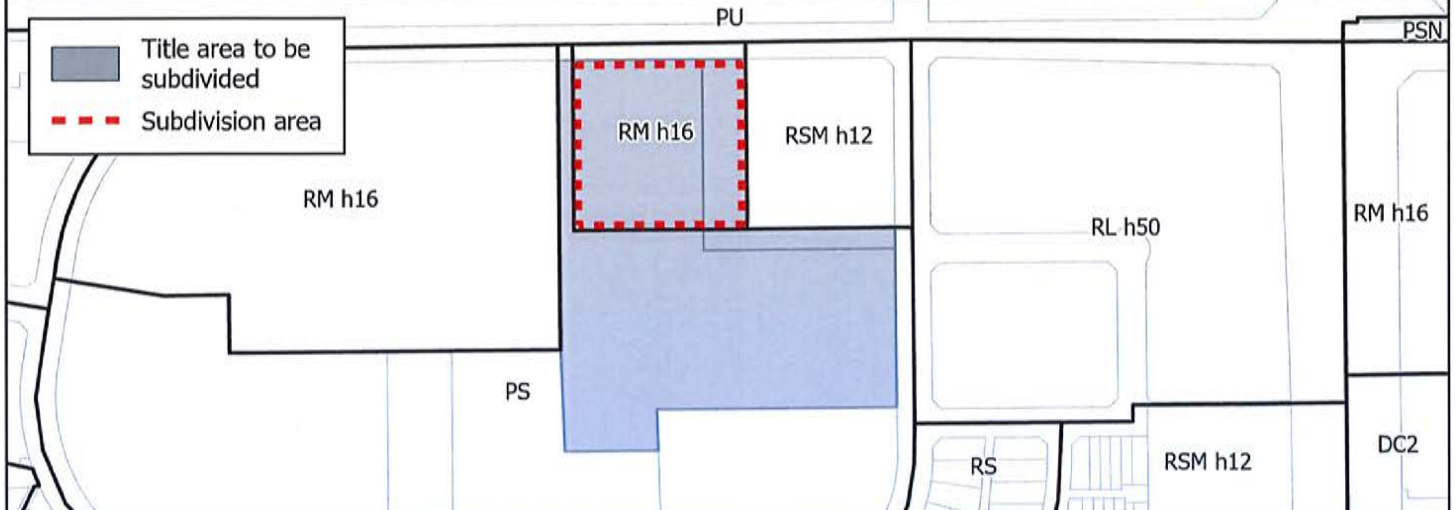 PU
PSN
Title area to be
subdivided
Subdivision area
RM h16
RSM h12
RM h16
RM h16
RL h50
PS
DC2
RS
RSM h12